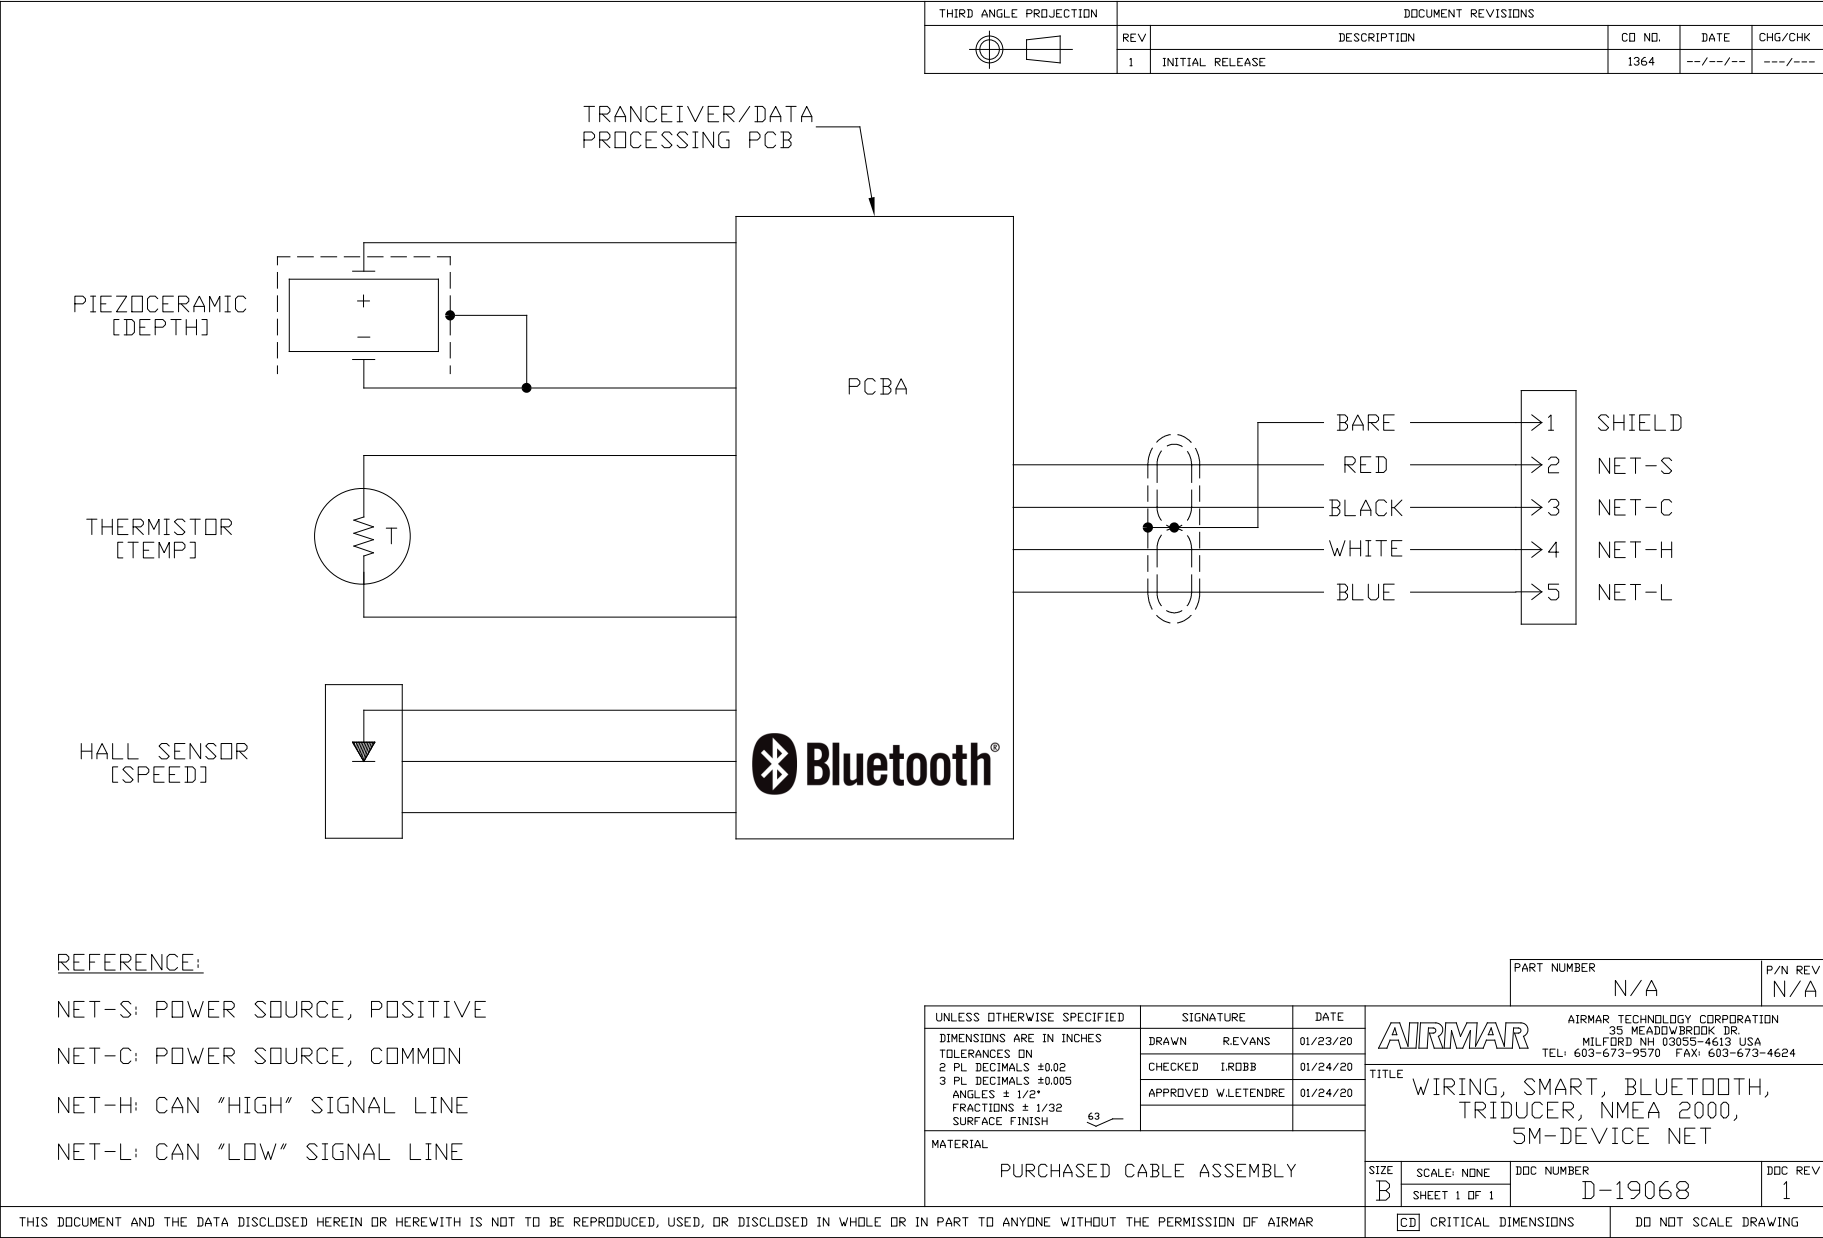 THIRD ANGLE PROJECTION
DOCUMENT REVISIONS
REV DESCRIPTION CO NO. DATE CHG/CHK
1 INITIAL RELEASE 1364 --/--/-- ---/---
TRANCEIVER/DATA
PROCESSING PCB
PIEZOCERAMIC
[DEPTH]
+
−
PCBA
THERMISTOR
[TEMP]
T
HALL SENSOR
[SPEED]
Bluetooth®
BARE 1 SHIELD
RED 2 NET-S
BLACK 3 NET-C
WHITE 4 NET-H
BLUE 5 NET-L
REFERENCE:
NET-S: POWER SOURCE, POSITIVE
NET-C: POWER SOURCE, COMMON
NET-H: CAN "HIGH" SIGNAL LINE
NET-L: CAN "LOW" SIGNAL LINE
PART NUMBER
N/A
P/N REV
N/A
UNLESS OTHERWISE SPECIFIED
DIMENSIONS ARE IN INCHES
TOLERANCES ON
2 PL DECIMALS ±0.02
3 PL DECIMALS ±0.005
ANGLES ± 1/2°
FRACTIONS ± 1/32
SURFACE FINISH 63
SIGNATURE DATE
DRAWN R.EVANS 01/23/20
CHECKED I.ROBB 01/24/20
APPROVED W.LETENDRE 01/24/20
MATERIAL
PURCHASED CABLE ASSEMBLY
AIRMAR
AIRMAR TECHNOLOGY CORPORATION
35 MEADOWBROOK DR.
MILFORD NH 03055-4613 USA
TEL: 603-673-9570 FAX: 603-673-4624
TITLE
WIRING, SMART, BLUETOOTH,
TRIDUCER, NMEA 2000,
5M-DEVICE NET
SIZE
B
SCALE: NONE
SHEET 1 OF 1
DOC NUMBER
D-19068
DOC REV
1
THIS DOCUMENT AND THE DATA DISCLOSED HEREIN OR HEREWITH IS NOT TO BE REPRODUCED, USED, OR DISCLOSED IN WHOLE OR IN PART TO ANYONE WITHOUT THE PERMISSION OF AIRMAR
CD CRITICAL DIMENSIONS
DO NOT SCALE DRAWING